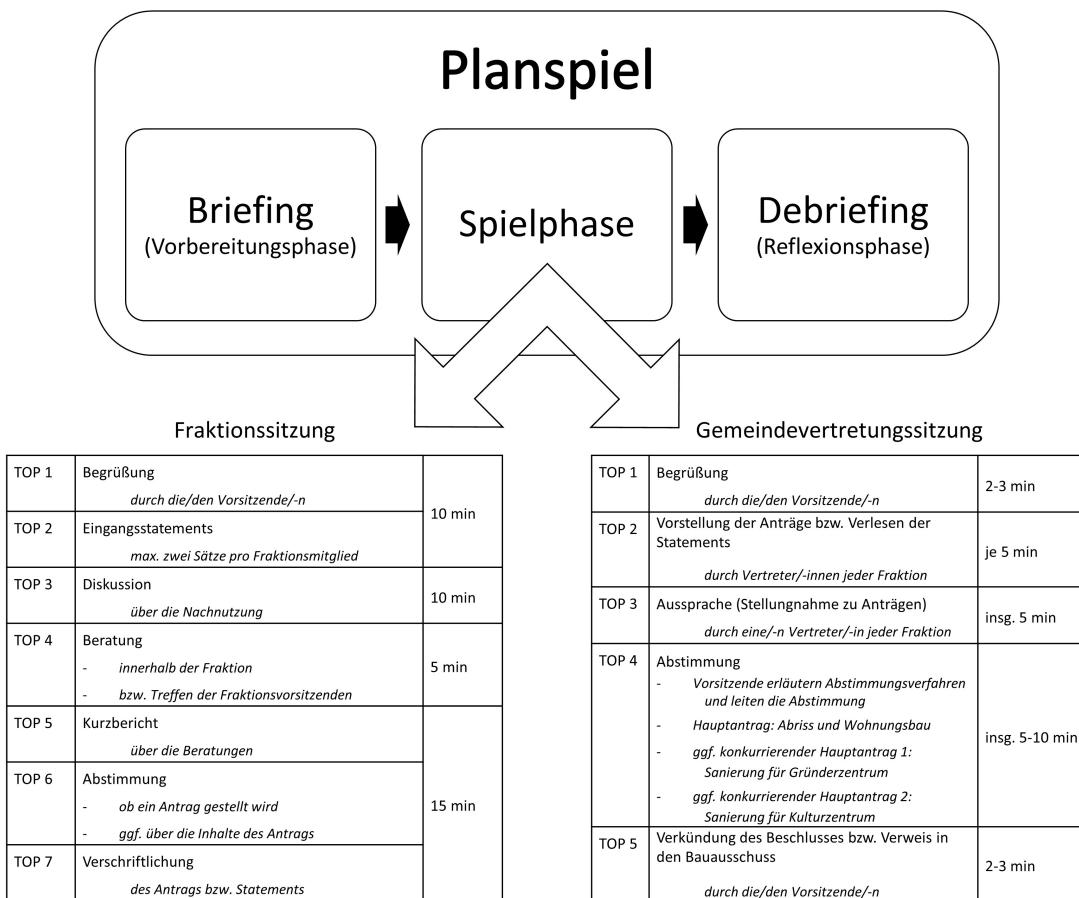 Planspiel
Briefing
(Vorbereitungsphase)
Spielphase
Debriefing
(Reflexionsphase)
Fraktionssitzung
TOP 1
Begrüßung
durch die/den Vorsitzende/-n
10 min
TOP 2
Eingangsstatements
max. zwei Sätze pro Fraktionsmitglied
TOP 3
Diskussion
über die Nachnutzung
10 min
TOP 4
Beratung
- innerhalb der Fraktion
- bzw. Treffen der Fraktionsvorsitzenden
5 min
TOP 5
Kurzbericht
über die Beratungen
15 min
TOP 6
Abstimmung
- ob ein Antrag gestellt wird
- ggf. über die Inhalte des Antrags
TOP 7
Verschriftlichung
des Antrags bzw. Statements
Gemeindevertretungssitzung
TOP 1
Begrüßung
durch die/den Vorsitzende/-n
2-3 min
TOP 2
Vorstellung der Anträge bzw. Verlesen der
Statements
durch Vertreter/-innen jeder Fraktion
je 5 min
TOP 3
Aussprache (Stellungnahme zu Anträgen)
durch eine/-n Vertreter/-in jeder Fraktion
insg. 5 min
TOP 4
Abstimmung
- Vorsitzende erläutern Abstimmungsverfahren
und leiten die Abstimmung
- Hauptantrag: Abriss und Wohnungsbau
- ggf. konkurrierender Hauptantrag 1:
Sanierung für Gründerzentrum
- ggf. konkurrierender Hauptantrag 2:
Sanierung für Kulturzentrum
insg. 5-10 min
TOP 5
Verkündung des Beschlusses bzw. Verweis in
den Bauausschuss
durch die/den Vorsitzende/-n
2-3 min